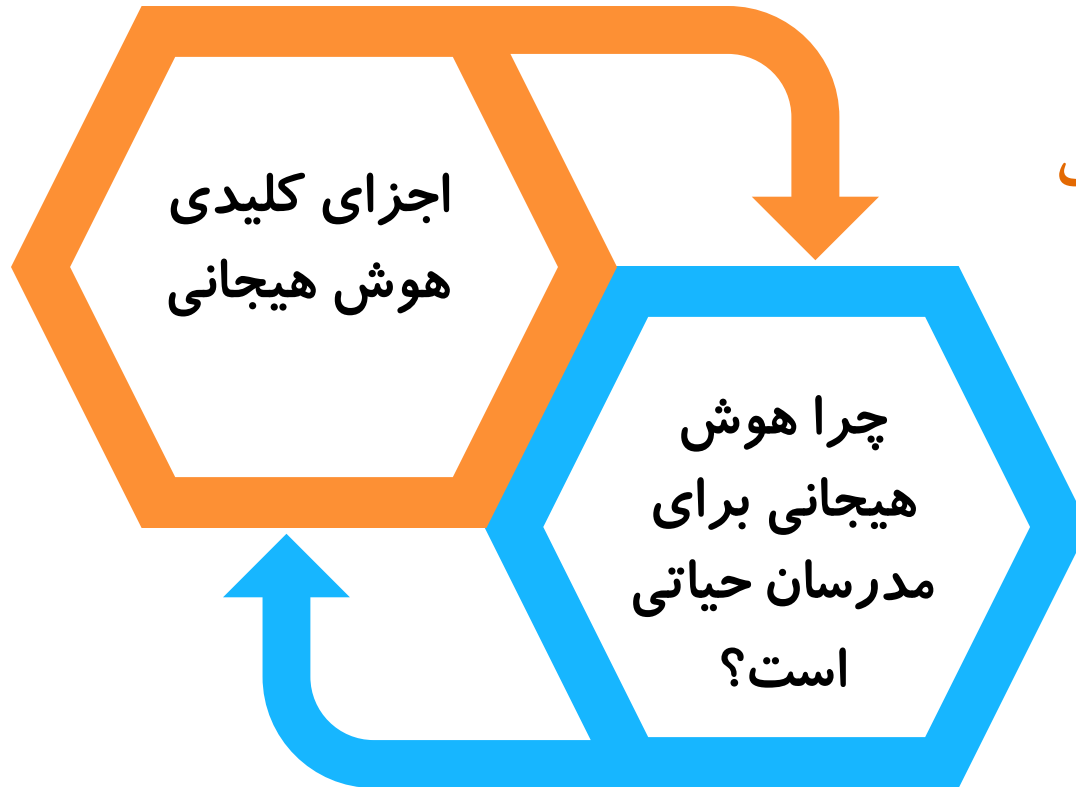 اجزای کلیدی
هوش هیجانی
چرا هوش
هیجانی برای
مدرسان حیاتی
است؟